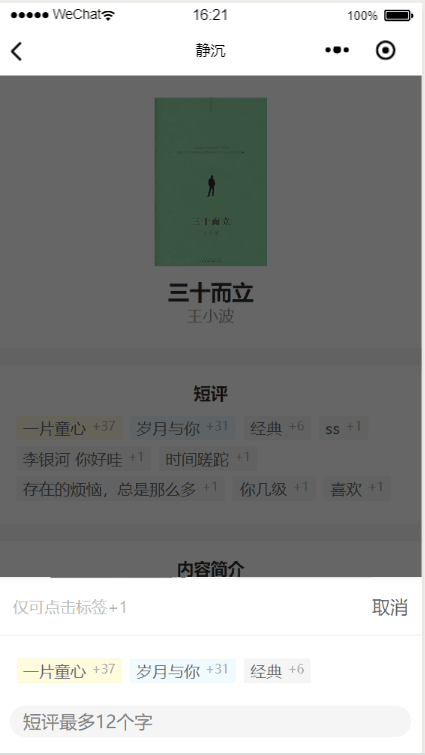 WeChat 16:21 100%
静沉
三十而立
三十而立
王小波
短评
一片童心 +37 岁月与你 +31 经典 +6 ss +1
李银河 你好哇 +1 时间蹉跎 +1
存在的烦恼，总是那么多 +1 你几级 +1 喜欢 +1
内容简介
仅可点击标签+1 取消
一片童心 +37 岁月与你 +31 经典 +6
短评最多12个字